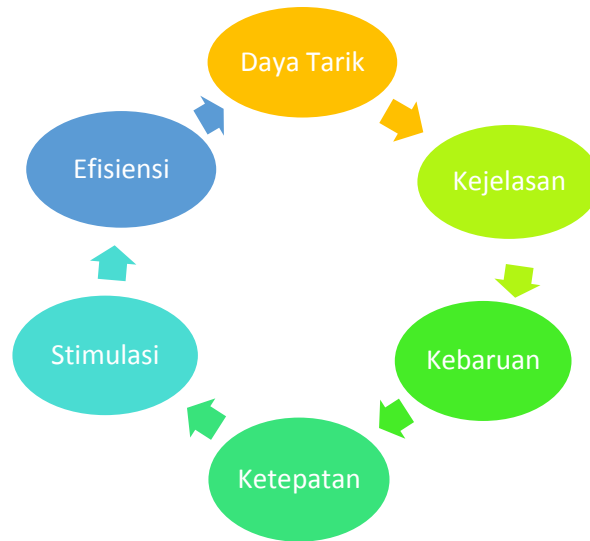 Daya Tarik
Kejelasan
Kebaruan
Ketepatan
Stimulasi
Efisiensi